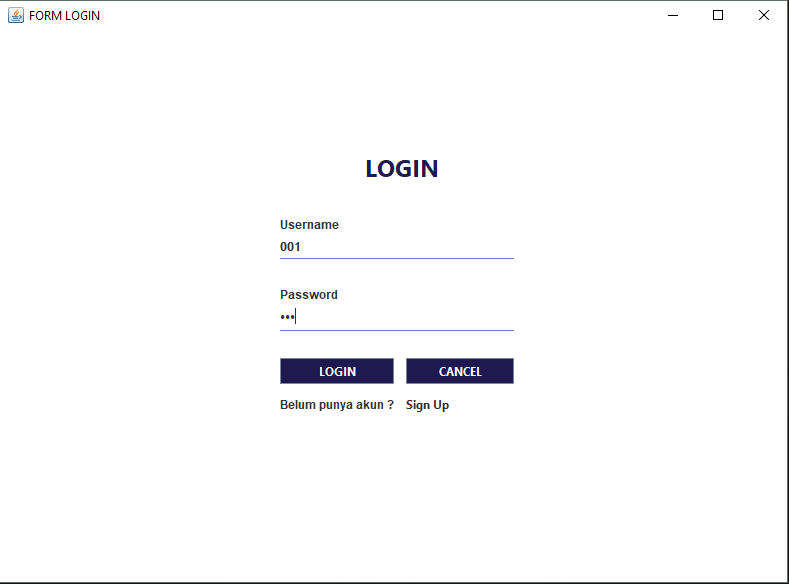 FORM LOGIN
LOGIN
Username
001
Password
•••
LOGIN CANCEL
Belum punya akun ? Sign Up